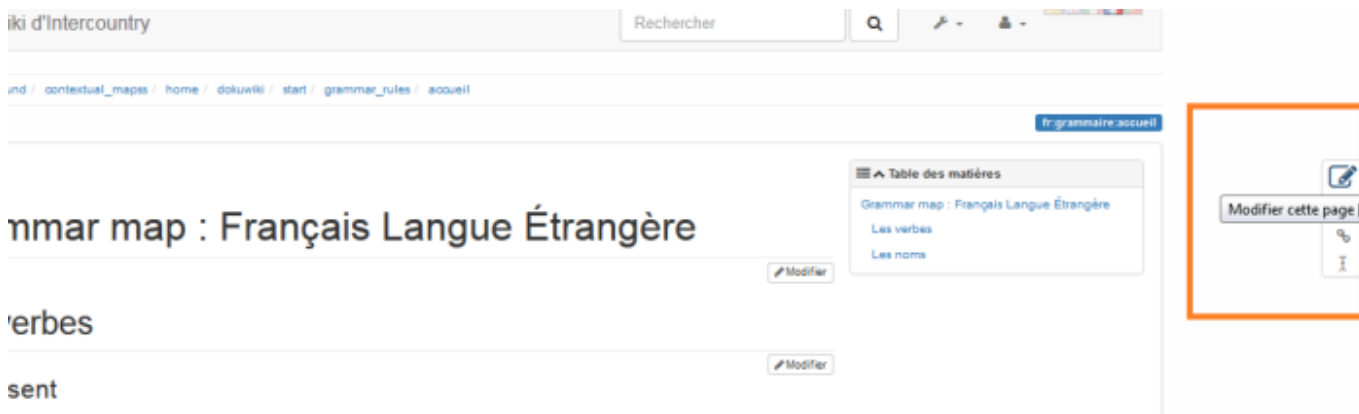 iki d'Intercountry
Rechercher
und / contextual_mapss / home / dokuwiki / start / grammar_rules / accueil
fr:grammaire:accueil
Table des matières
Grammar map : Français Langue Étrangère
Les verbes
Les noms
Modifier cette page
mmar map : Français Langue Étrangère
Modifier
verbes
Modifier
sent